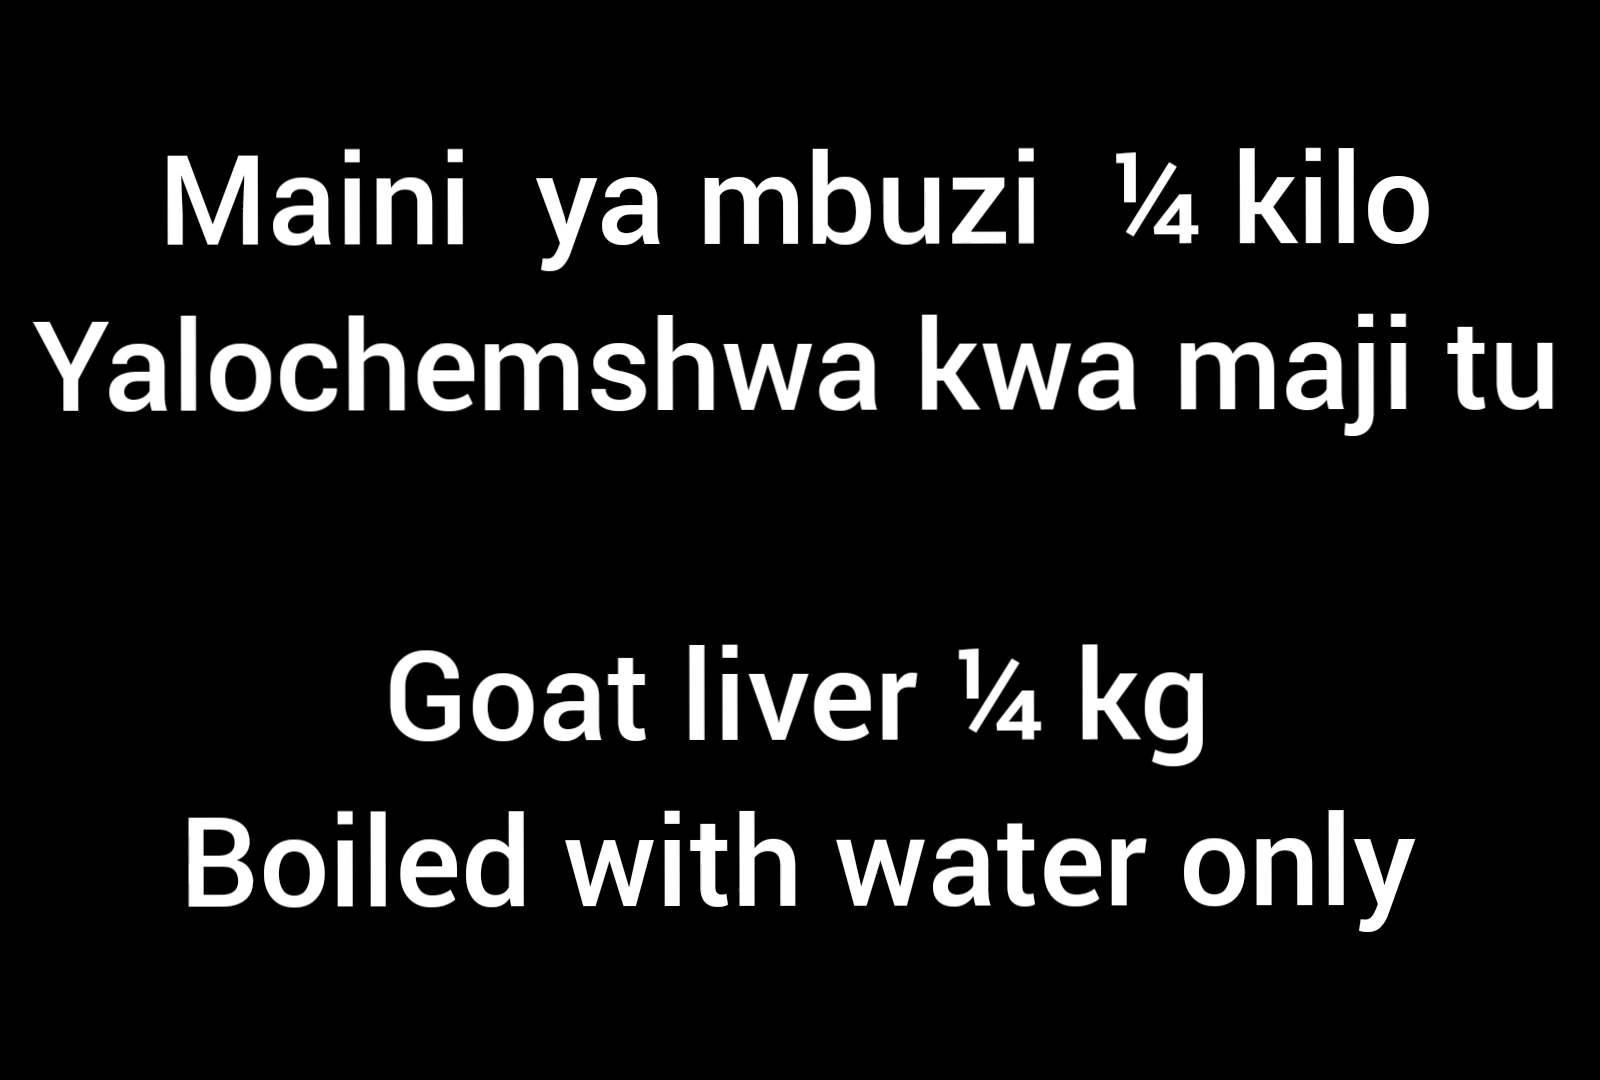 Maini ya mbuzi ¼ kilo
Yalochemshwa kwa maji tu
Goat liver ¼ kg
Boiled with water only